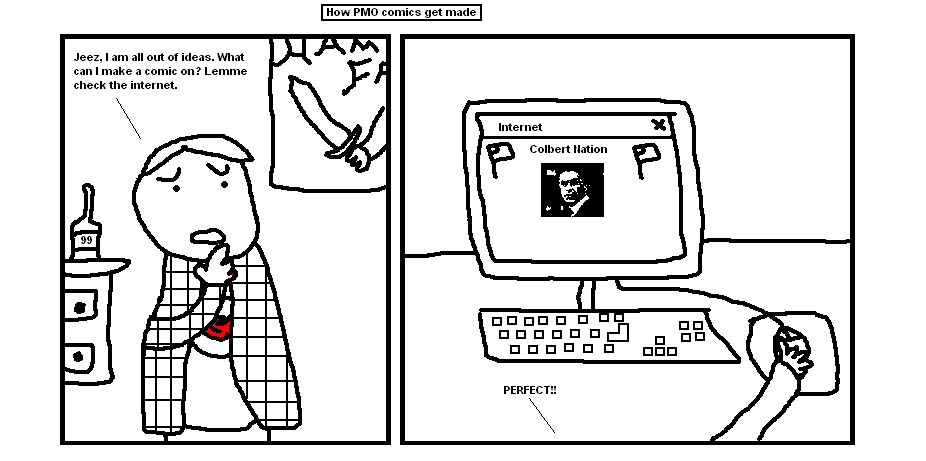 How PMO comics get made
Jeez, I am all out of ideas. What
can I make a comic on? Lemme
check the internet.
99
Internet
Colbert Nation
PERFECT!!